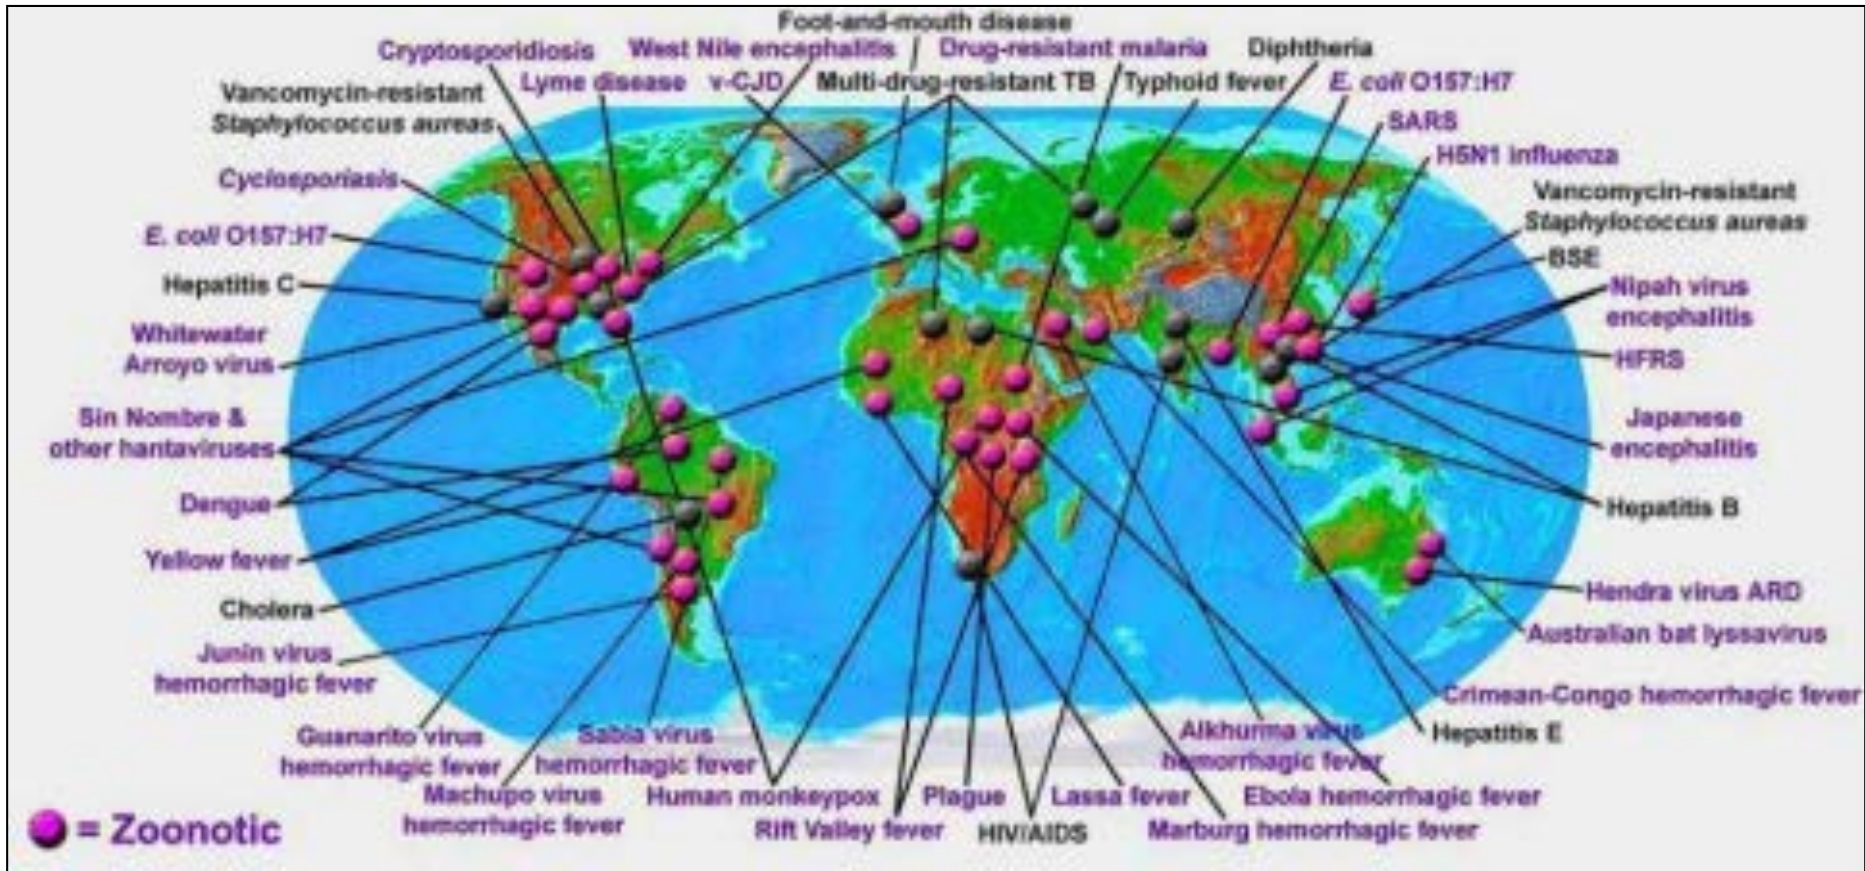 Foot-and-mouth disease
Cryptosporidiosis
West Nile encephalitis
Drug-resistant malaria
Diphtheria
Lyme disease
v-CJD
Multi-drug-resistant TB
Typhoid fever
E. coli O157:H7
Vancomycin-resistant
Staphylococcus aureas
SARS
H5N1 influenza
Cyclosporiasis
Vancomycin-resistant
Staphylococcus aureas
E. coli O157:H7
BSE
Hepatitis C
Nipah virus
encephalitis
Whitewater
Arroyo virus
HFRS
Sin Nombre &
other hantaviruses
Japanese
encephalitis
Dengue
Hepatitis B
Yellow fever
Hendra virus ARD
Cholera
Australian bat lyssavirus
Junin virus
hemorrhagic fever
Crimean-Congo hemorrhagic fever
Guanarito virus
hemorrhagic fever
Sabia virus
hemorrhagic fever
Alkhurma virus
hemorrhagic fever
Hepatitis E
Machupo virus
hemorrhagic fever
Human monkeypox
Plague
Lassa fever
Ebola hemorrhagic fever
Rift Valley fever
HIV/AIDS
Marburg hemorrhagic fever
= Zoonotic